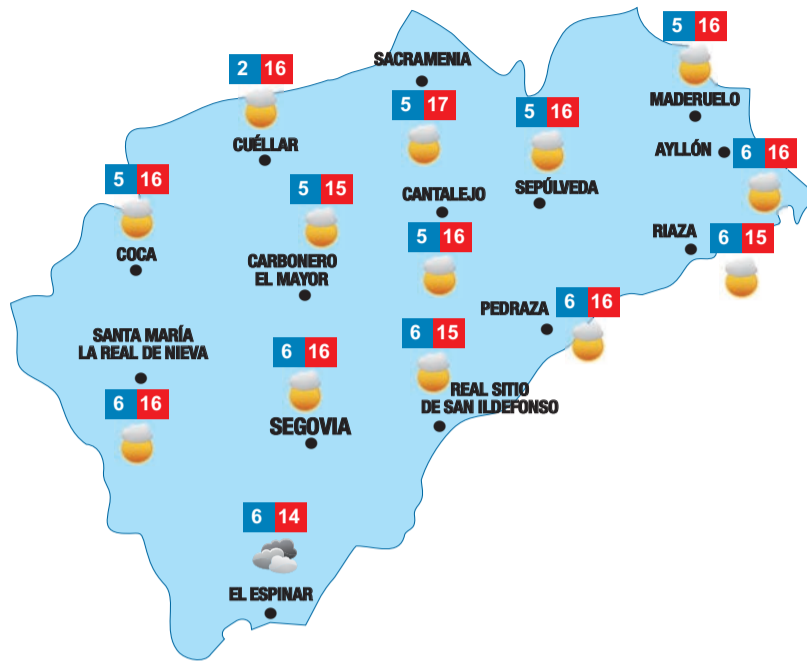 5 16
MADERUELO
SACRAMENIA
5 17
2 16
CUÉLLAR
5 16
SEPÚLVEDA
AYLLÓN
6 16
5 16
COCA
5 15
CARBONERO
EL MAYOR
CANTALEJO
5 16
RIAZA
6 15
PEDRAZA
6 16
SANTA MARÍA
LA REAL DE NIEVA
6 16
6 16
SEGOVIA
6 15
REAL SITIO
DE SAN ILDEFONSO
6 14
EL ESPINAR